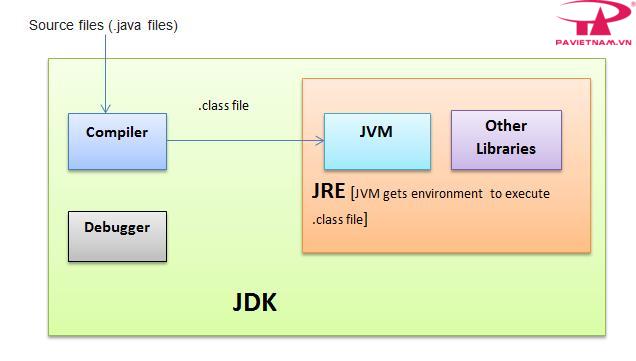 Source files (.java files)
PAVIETNAM.VN
.class file
Compiler
JVM
Other
Libraries
JRE [JVM gets environment to execute
.class file]
Debugger
JDK